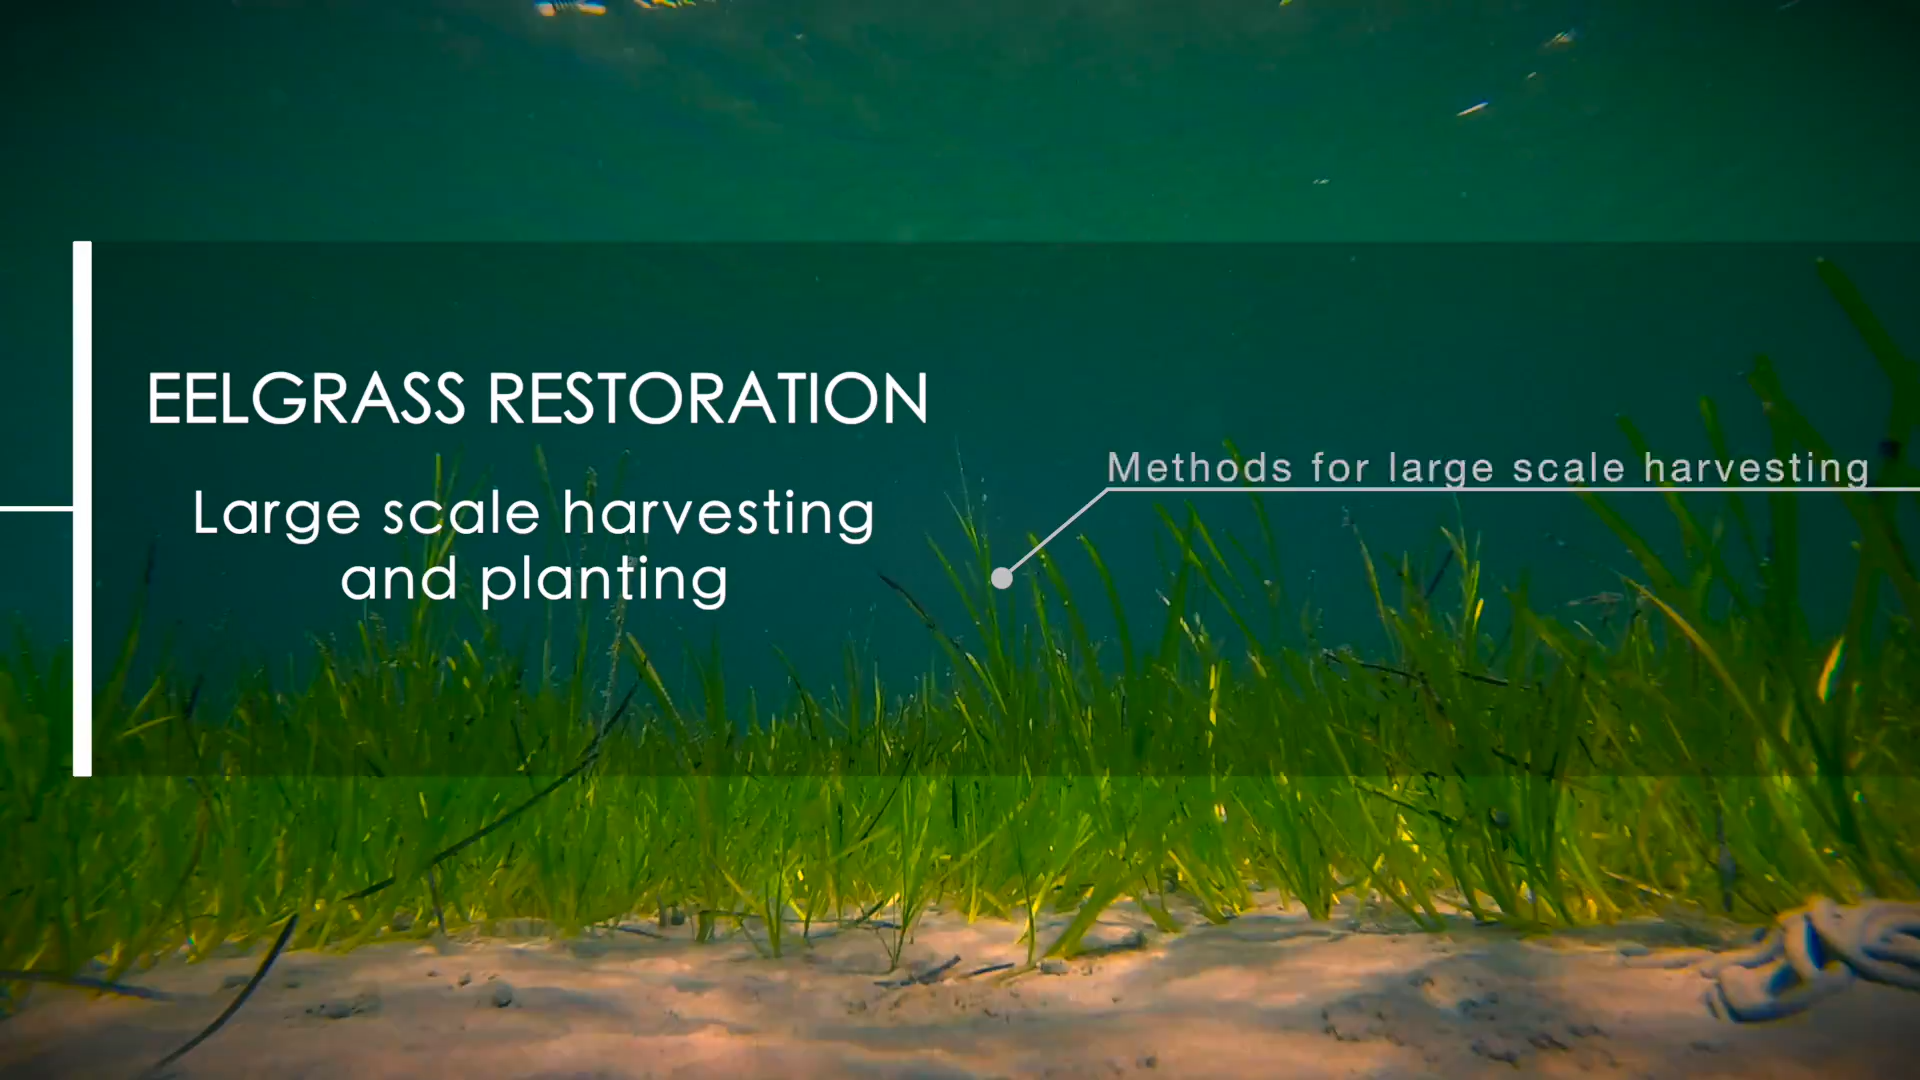 EELGRASS RESTORATION
Large scale harvesting
and planting
Methods for large scale harvesting